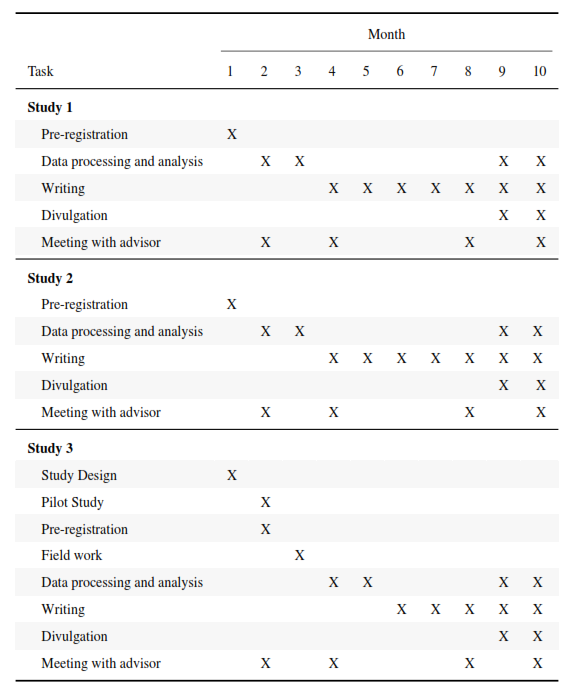 Month
Task 1 2 3 4 5 6 7 8 9 10
Study 1
Pre-registration X
Data processing and analysis X X X X
Writing X X X X X X X
Divulgation X X
Meeting with advisor X X X X
Study 2
Pre-registration X
Data processing and analysis X X X X
Writing X X X X X X X
Divulgation X X
Meeting with advisor X X X X
Study 3
Study Design X
Pilot Study X
Pre-registration X
Field work X
Data processing and analysis X X X X
Writing X X X X X
Divulgation X X
Meeting with advisor X X X X